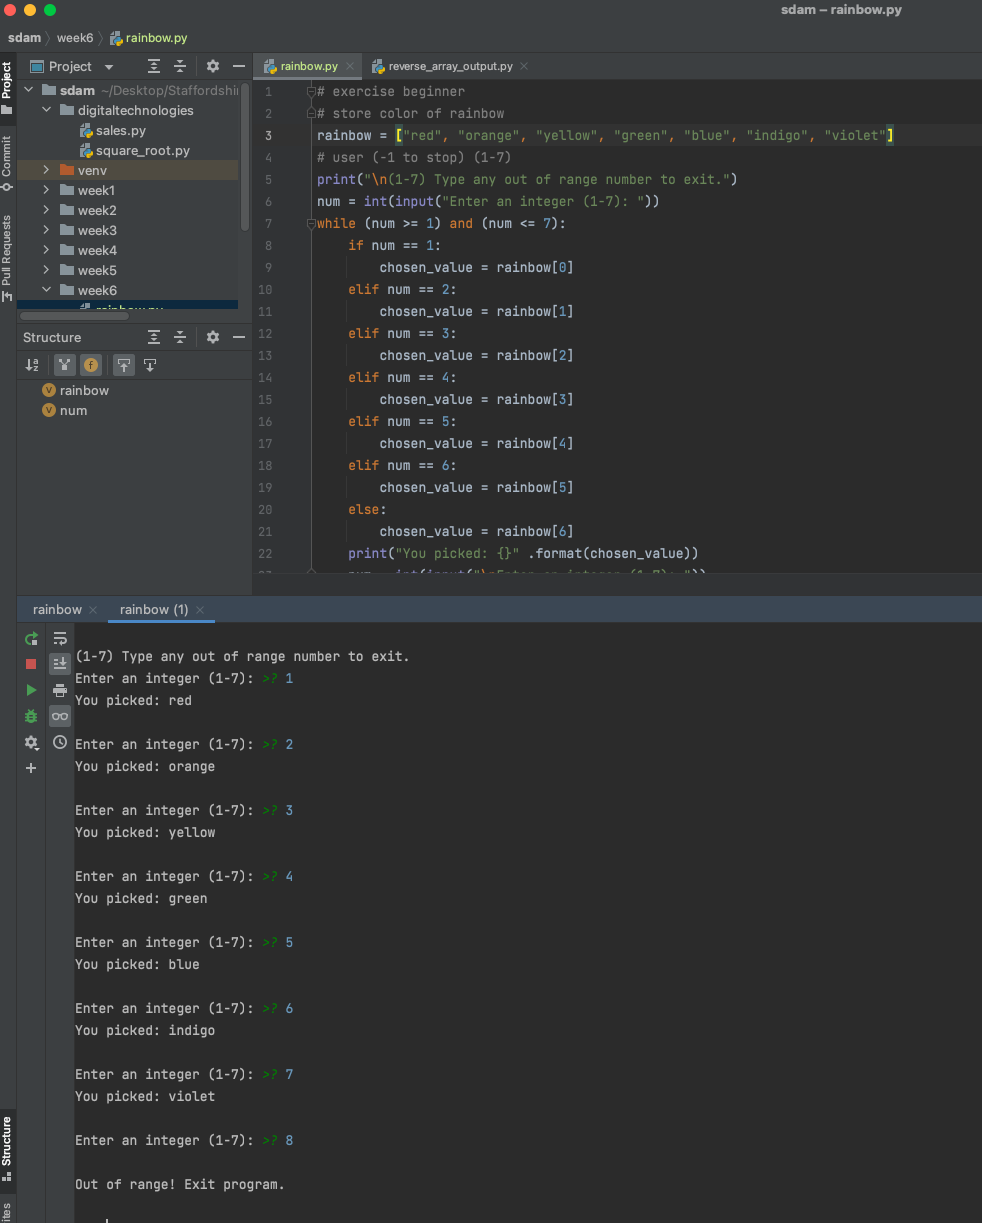 sdam – rainbow.py
sdam week6 rainbow.py
Project
rainbow.py
reverse_array_output.py
Project
Commit
Pull Requests
sdam ~/Desktop/Staffordshi
digitaltechnologies
sales.py
square_root.py
venv
week1
week2
week3
week4
week5
week6
rainbow.py
Structure
rainbow
num
1 # exercise beginner
2 # store color of rainbow
3 rainbow = ["red", "orange", "yellow", "green", "blue", "indigo", "violet"]
4 # user (-1 to stop) (1-7)
5 print("\n(1-7) Type any out of range number to exit.")
6 num = int(input("Enter an integer (1-7): "))
7 while (num >= 1) and (num <= 7):
8 if num == 1:
9 chosen_value = rainbow[0]
10 elif num == 2:
11 chosen_value = rainbow[1]
12 elif num == 3:
13 chosen_value = rainbow[2]
14 elif num == 4:
15 chosen_value = rainbow[3]
16 elif num == 5:
17 chosen_value = rainbow[4]
18 elif num == 6:
19 chosen_value = rainbow[5]
20 else:
21 chosen_value = rainbow[6]
22 print("You picked: {}" .format(chosen_value))
23 num = int(input("\nEnter an integer (1-7): "))
rainbow
rainbow (1)
(1-7) Type any out of range number to exit.
Enter an integer (1-7): >? 1
You picked: red
Enter an integer (1-7): >? 2
You picked: orange
Enter an integer (1-7): >? 3
You picked: yellow
Enter an integer (1-7): >? 4
You picked: green
Enter an integer (1-7): >? 5
You picked: blue
Enter an integer (1-7): >? 6
You picked: indigo
Enter an integer (1-7): >? 7
You picked: violet
Enter an integer (1-7): >? 8
Out of range! Exit program.
Structure
ites